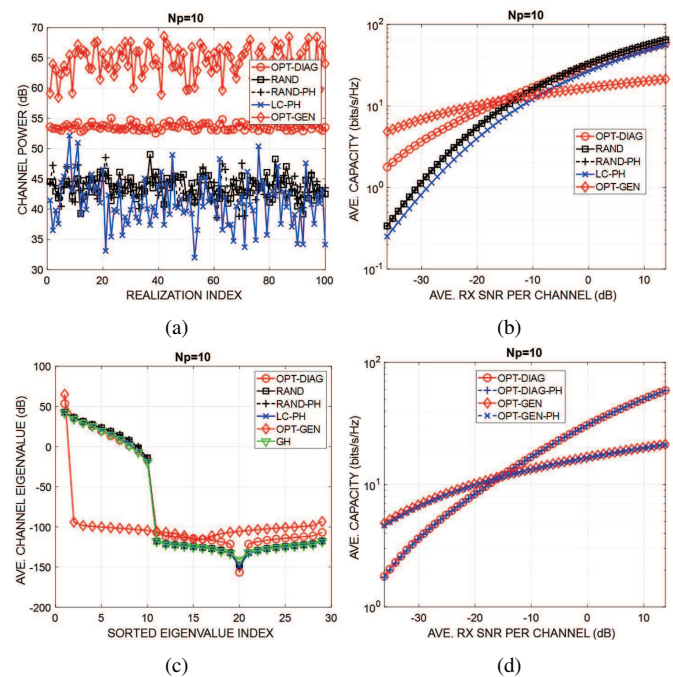 Np=10
CHANNEL POWER (dB)
70
65
60
55
50
45
40
35
30
OPT-DIAG
RAND
RAND-PH
LC-PH
OPT-GEN
0
20
40
60
80
100
REALIZATION INDEX
(a)
Np=10
AVE. CAPACITY (bits/s/Hz)
10^2
10^1
10^0
10^-1
OPT-DIAG
RAND
RAND-PH
LC-PH
OPT-GEN
-30
-20
-10
0
10
AVE. RX SNR PER CHANNEL (dB)
(b)
Np=10
AVE. CHANNEL EIGENVALUE (dB)
100
50
0
-50
-100
-150
-200
OPT-DIAG
RAND
RAND-PH
LC-PH
OPT-GEN
GH
0
5
10
15
20
25
30
SORTED EIGENVALUE INDEX
(c)
Np=10
AVE. CAPACITY (bits/s/Hz)
10^2
10^1
10^0
OPT-DIAG
OPT-DIAG-PH
OPT-GEN
OPT-GEN-PH
-30
-20
-10
0
10
AVE. RX SNR PER CHANNEL (dB)
(d)